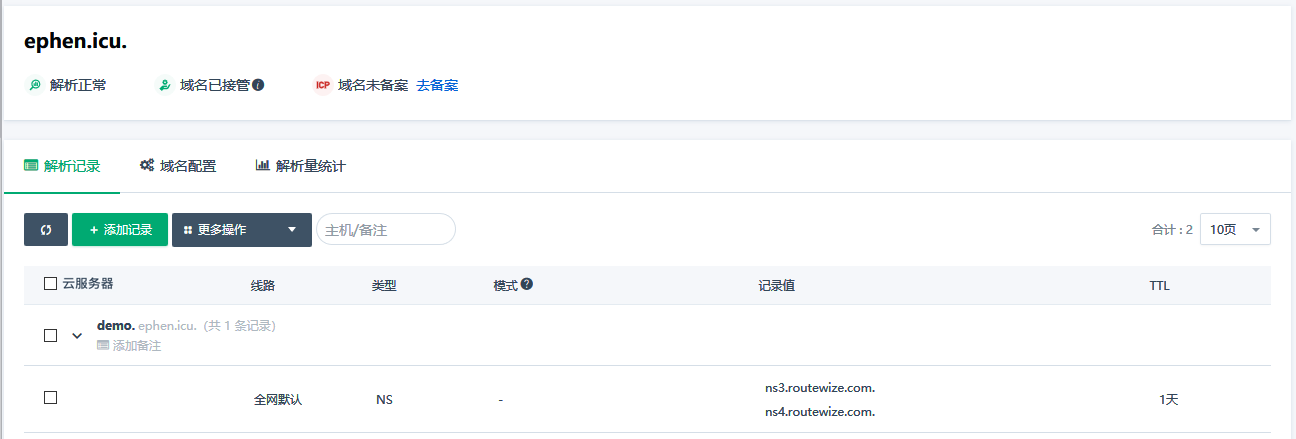 ephen.icu.
解析正常 域名已接管 ICP 域名未备案 去备案
解析记录 域名配置 解析量统计
+ 添加记录 更多操作 主机/备注 合计 : 2 10页
云服务器 线路 类型 模式 ? 记录值 TTL
demo. ephen.icu. (共 1 条记录)
添加备注
ns3.routewize.com.
全网默认 NS - 1天
ns4.routewize.com.